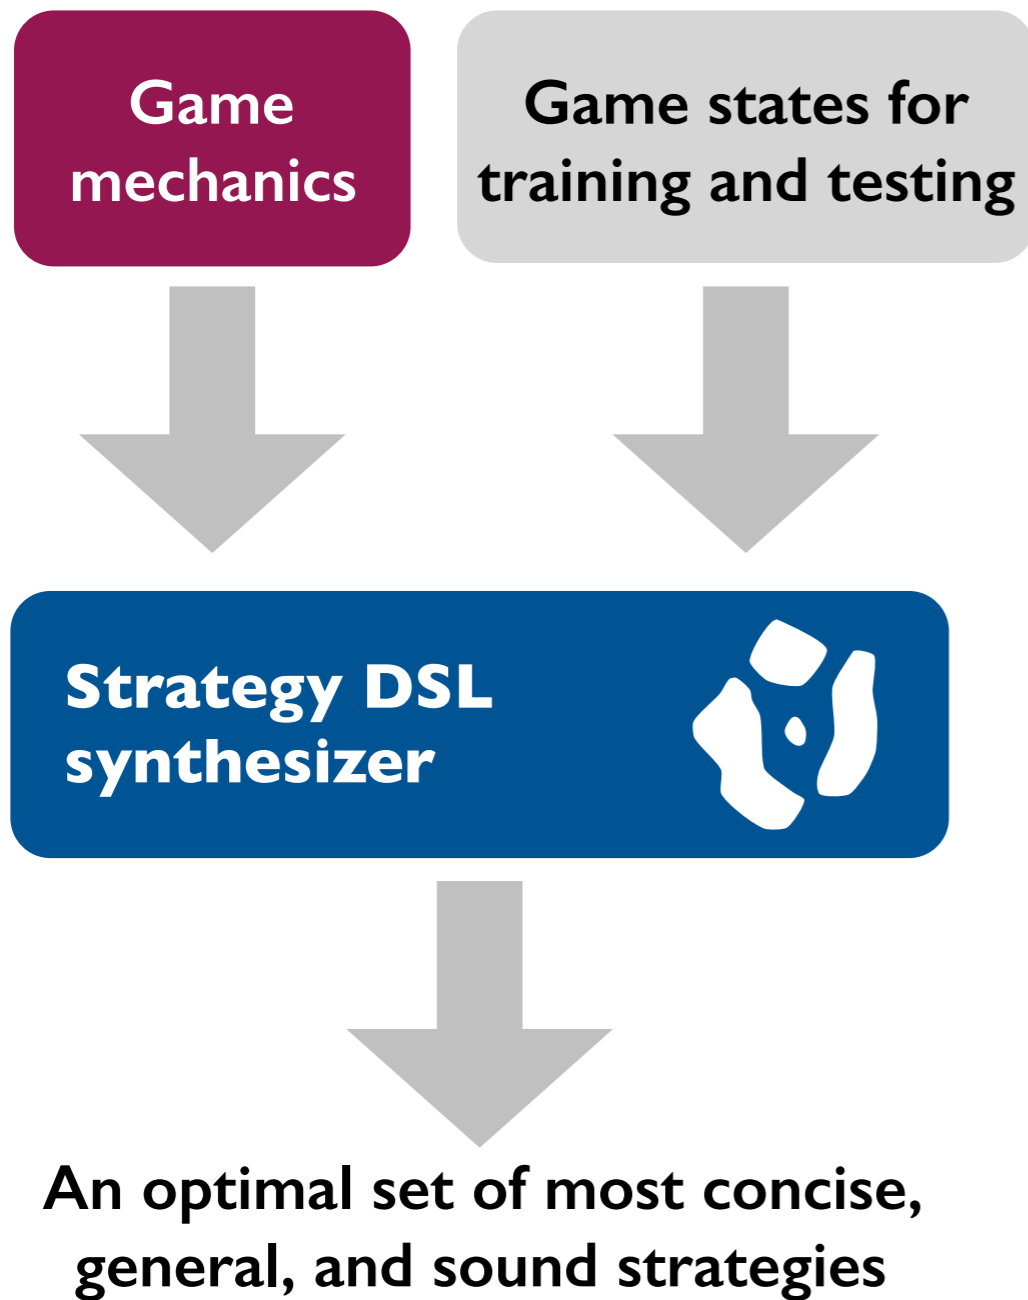 Game
mechanics
Game states for
training and testing
Strategy DSL
synthesizer
An optimal set of most concise,
general, and sound strategies